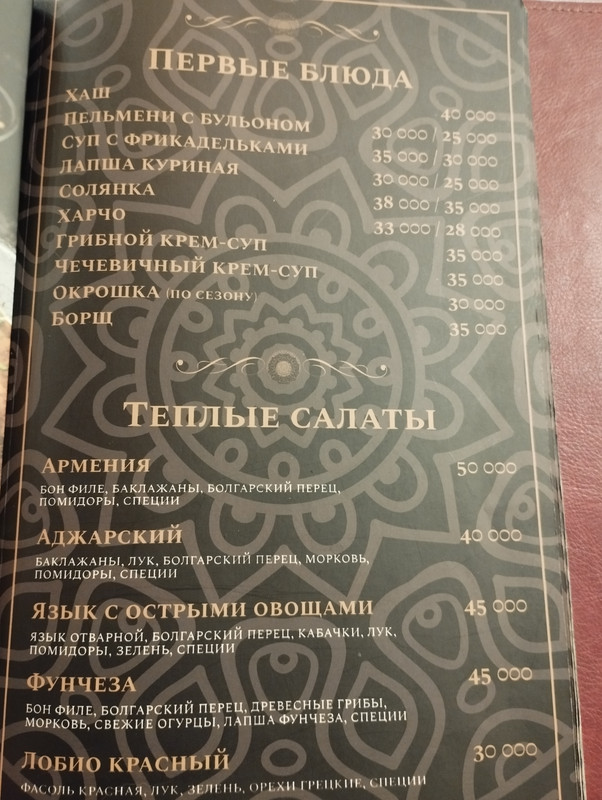 ПЕРВЫЕ БЛЮДА
ХАШ 40 000
ПЕЛЬМЕНИ С БУЛЬОНОМ 30 000 / 25 000
СУП С ФРИКАДЕЛЬКАМИ 35 000 / 30 000
ЛАПША КУРИНАЯ 30 000 / 25 000
СОЛЯНКА 38 000 / 35 000
ХАРЧО 33 000 / 28 000
ГРИБНОЙ КРЕМ-СУП 35 000
ЧЕЧЕВИЧНЫЙ КРЕМ-СУП 35 000
ОКРОШКА (ПО СЕЗОНУ) 30 000
БОРЩ 35 000
ТЕПЛЫЕ САЛАТЫ
АРМЕНИЯ 50 000
БОН ФИЛЕ, БАКЛАЖАНЫ, БОЛГАРСКИЙ ПЕРЕЦ,
ПОМИДОРЫ, СПЕЦИИ
АДЖАРСКИЙ 40 000
БАКЛАЖАНЫ, ЛУК, БОЛГАРСКИЙ ПЕРЕЦ, МОРКОВЬ,
ПОМИДОРЫ, СПЕЦИИ
ЯЗЫК С ОСТРЫМИ ОВОЩАМИ 45 000
ЯЗЫК ОТВАРНОЙ, БОЛГАРСКИЙ ПЕРЕЦ, КАБАЧКИ, ЛУК,
ПОМИДОРЫ, ЗЕЛЕНЬ, СПЕЦИИ
ФУНЧЕЗА 45 000
БОН ФИЛЕ, БОЛГАРСКИЙ ПЕРЕЦ, ДРЕВЕСНЫЕ ГРИБЫ,
МОРКОВЬ, СВЕЖИЕ ОГУРЦЫ, ЛАПША ФУНЧЕЗА, СПЕЦИИ
ЛОБИО КРАСНЫЙ 30 000
ФАСОЛЬ КРАСНАЯ, ЛУК, ЗЕЛЕНЬ, ОРЕХИ ГРЕЦКИЕ, СПЕЦИИ